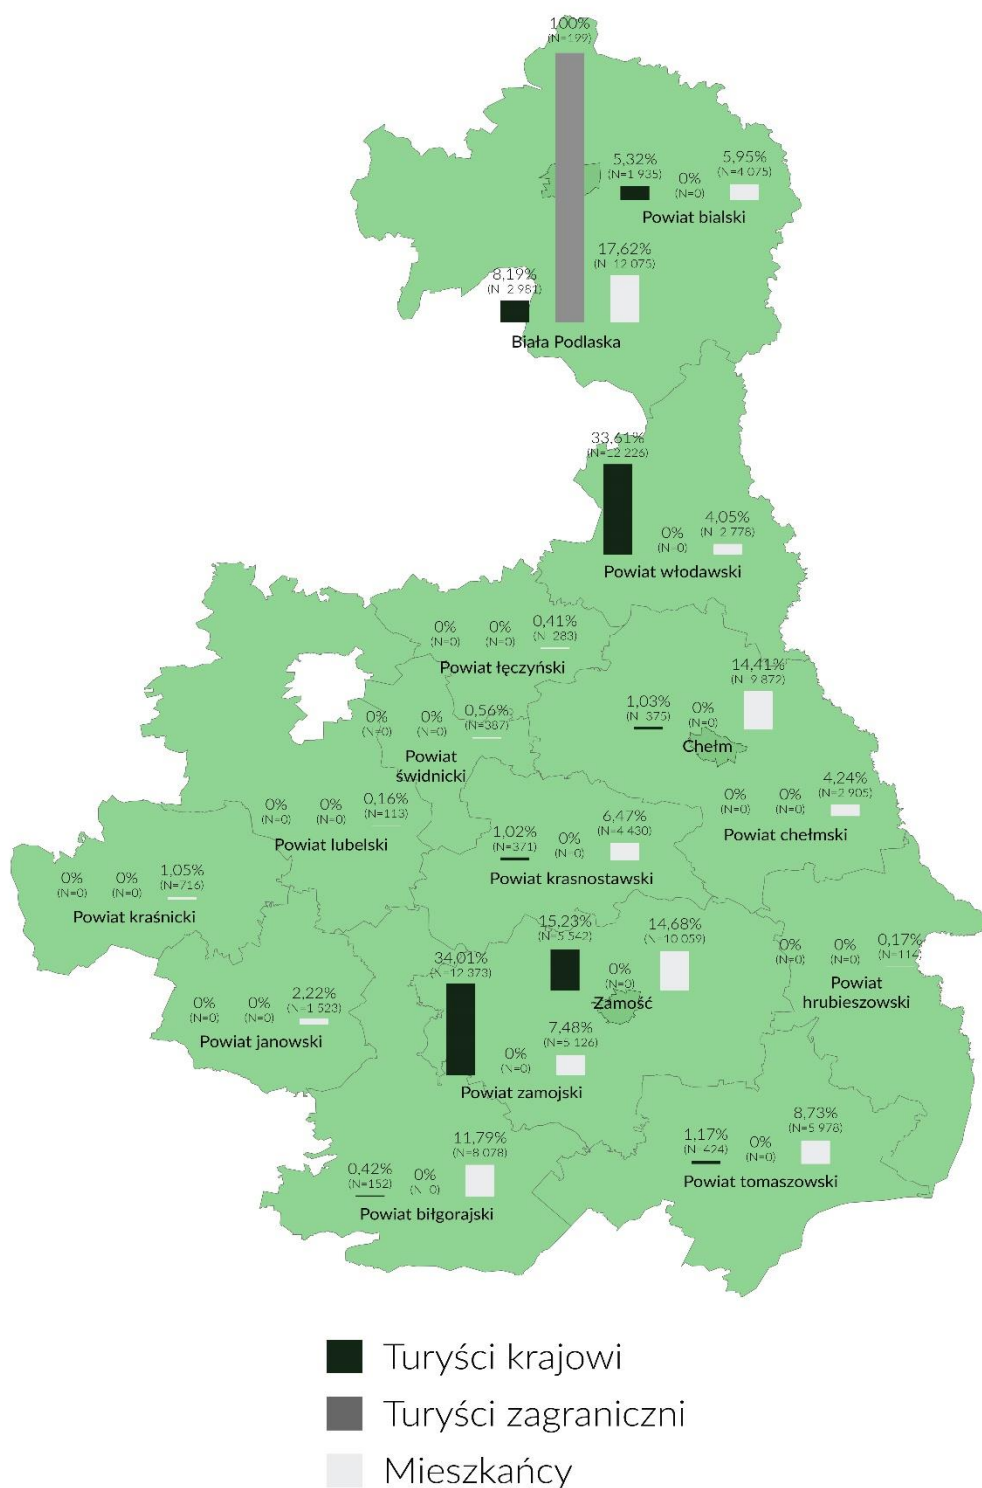 100%
(N=199)
5,32%
(N=1 935)
0%
(N=0)
5,95%
(N=4 075)
Powiat bialski
8,19%
(N=2 981)
17,62%
(N=12 075)
Biała Podlaska
33,61%
(N=12 226)
0%
(N=0)
4,05%
(N=2 778)
Powiat włodawski
0%
(N=0)
0%
(N=0)
0,41%
(N=283)
Powiat łęczyński
1,03%
(N=375)
0%
(N=0)
14,41%
(N=9 872)
Chełm
0%
(N=0)
0%
(N=0)
0,56%
(N=387)
Powiat
świdnicki
0%
(N=0)
0%
(N=0)
4,24%
(N=2 905)
Powiat chełmski
0%
(N=0)
0%
(N=0)
0,16%
(N=113)
Powiat lubelski
1,02%
(N=371)
0%
(N=0)
6,47%
(N=4 430)
Powiat krasnostawski
0%
(N=0)
0%
(N=0)
1,05%
(N=716)
Powiat kraśnicki
15,23%
(N=5 542)
0%
(N=0)
14,68%
(N=10 059)
Zamość
0%
(N=0)
0%
(N=0)
0,17%
(N=114)
Powiat
hrubieszowski
0%
(N=0)
0%
(N=0)
2,22%
(N=1 523)
Powiat janowski
34,01%
(N=12 373)
0%
(N=0)
7,48%
(N=5 126)
Powiat zamojski
1,17%
(N=424)
0%
(N=0)
8,73%
(N=5 978)
Powiat tomaszowski
0,42%
(N=152)
0%
(N=0)
11,79%
(N=8 078)
Powiat biłgorajski
Turyści krajowi
Turyści zagraniczni
Mieszkańcy